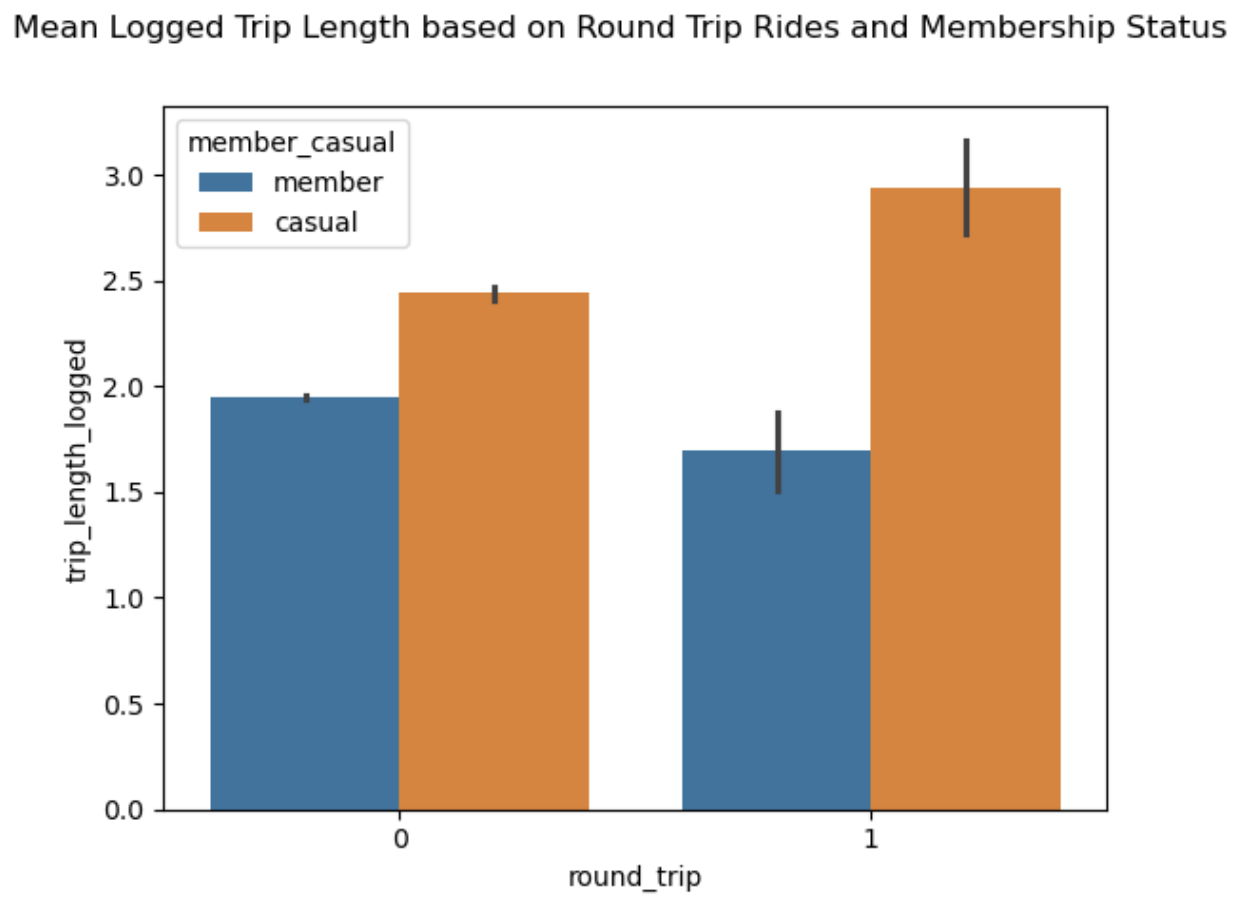 Mean Logged Trip Length based on Round Trip Rides and Membership Status
member_casual
member
casual
3.0
2.5
2.0
1.5
1.0
0.5
0.0
trip_length_logged
0
1
round_trip